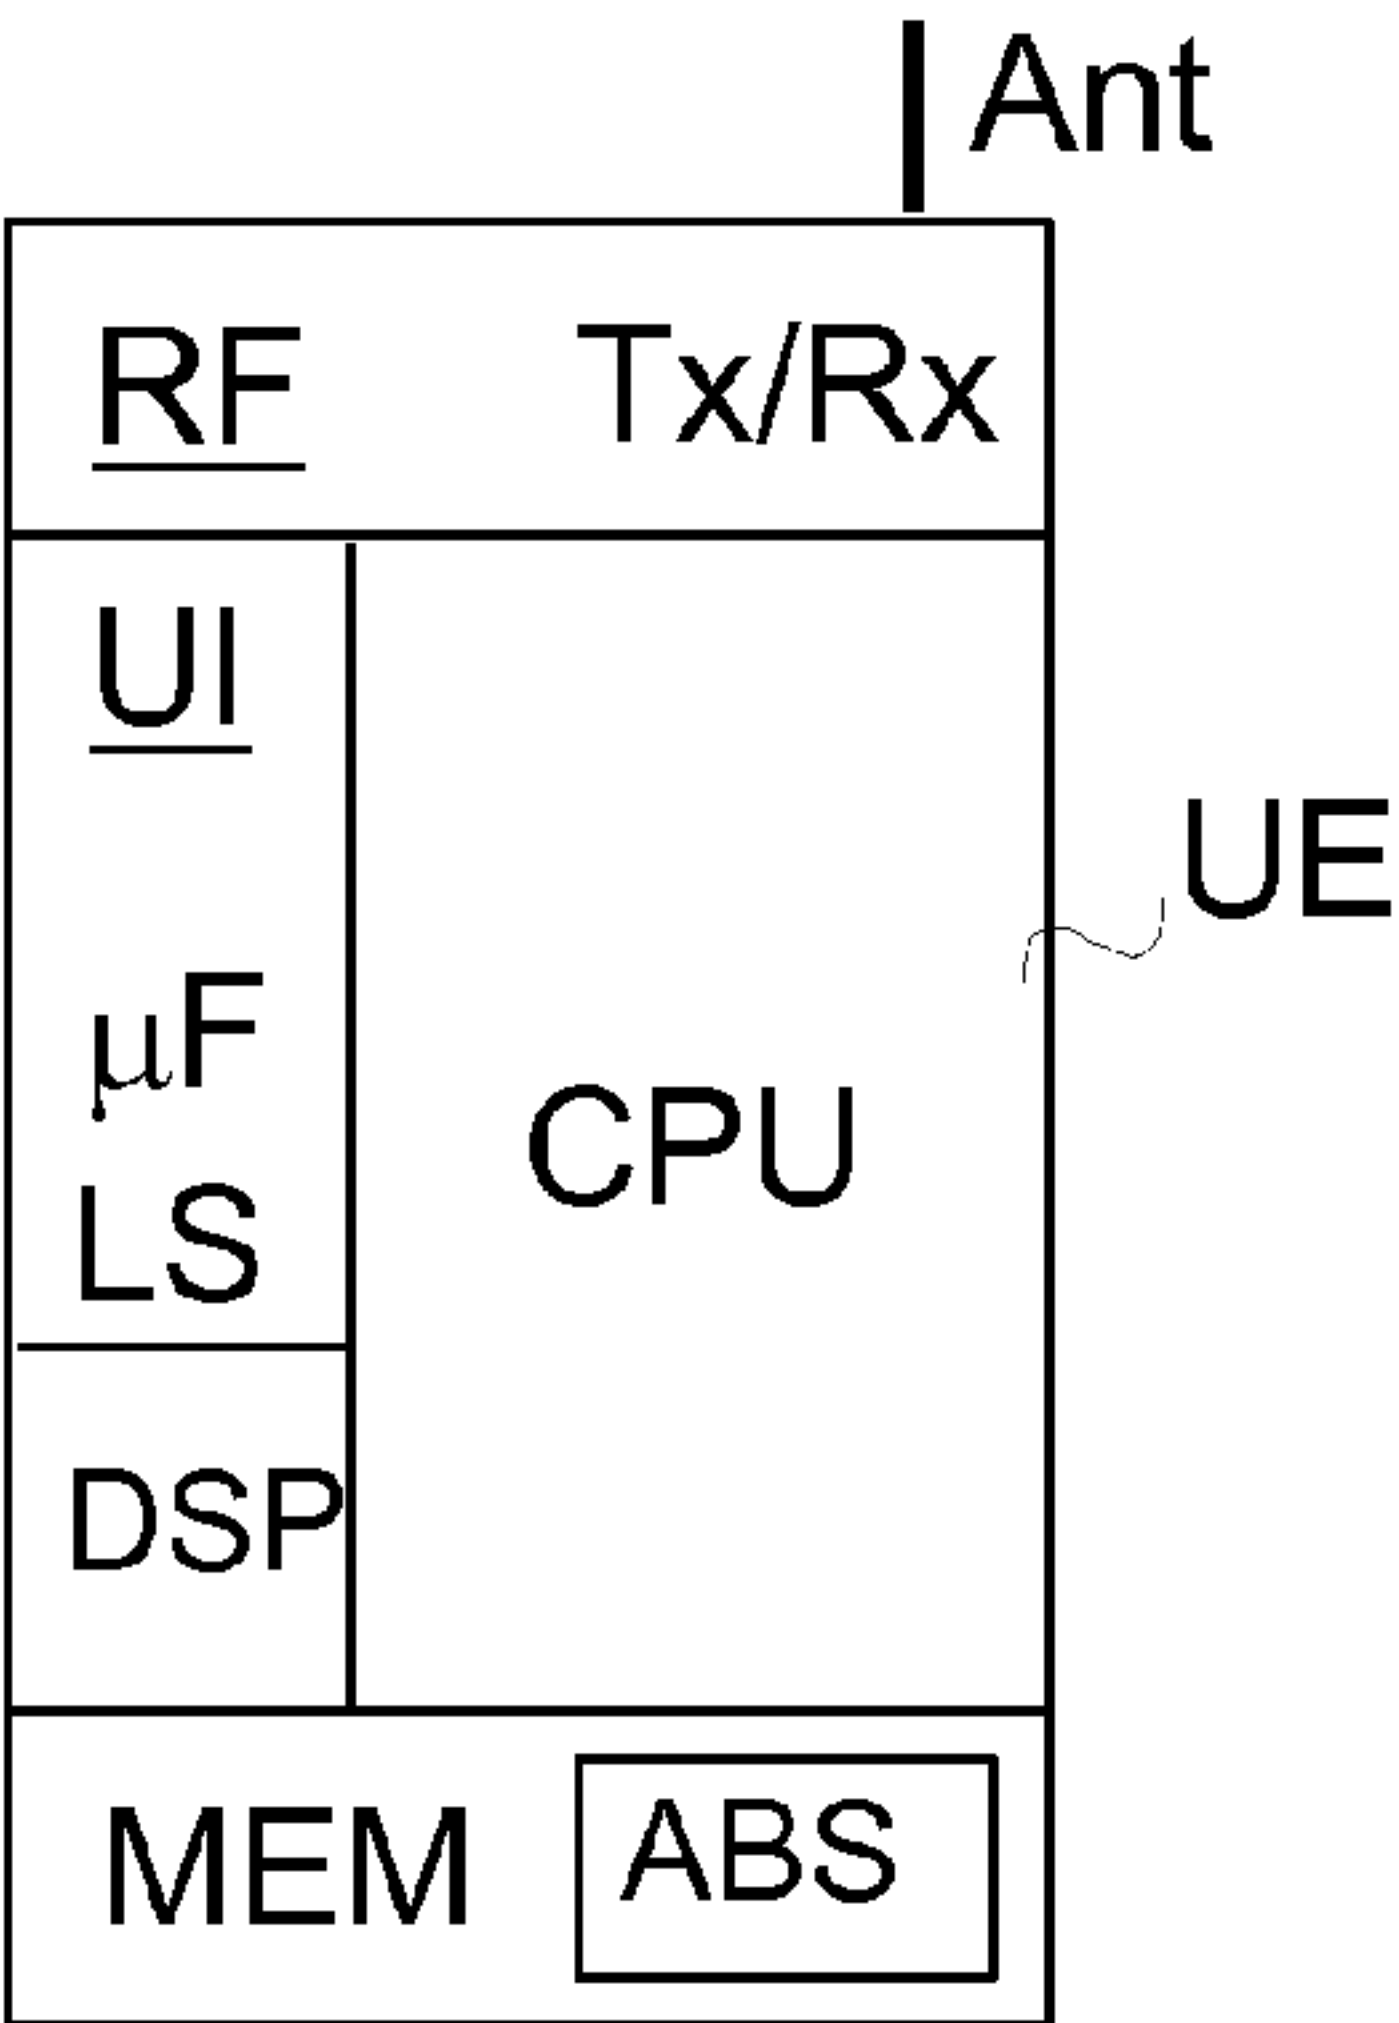 Ant
RF Tx/Rx
UI
UE
μF
CPU
LS
DSP
MEM ABS